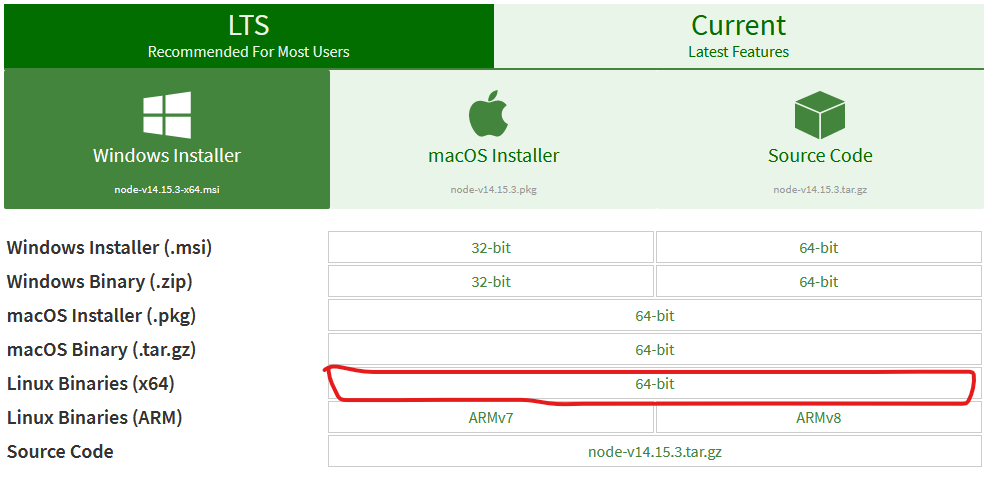 LTS
Recommended For Most Users
Current
Latest Features
Windows Installer
node-v14.15.3-x64.msi
macOS Installer
node-v14.15.3.pkg
Source Code
node-v14.15.3.tar.gz
Windows Installer (.msi) 32-bit 64-bit
Windows Binary (.zip) 32-bit 64-bit
macOS Installer (.pkg) 64-bit
macOS Binary (.tar.gz) 64-bit
Linux Binaries (x64) 64-bit
Linux Binaries (ARM) ARMv7 ARMv8
Source Code node-v14.15.3.tar.gz